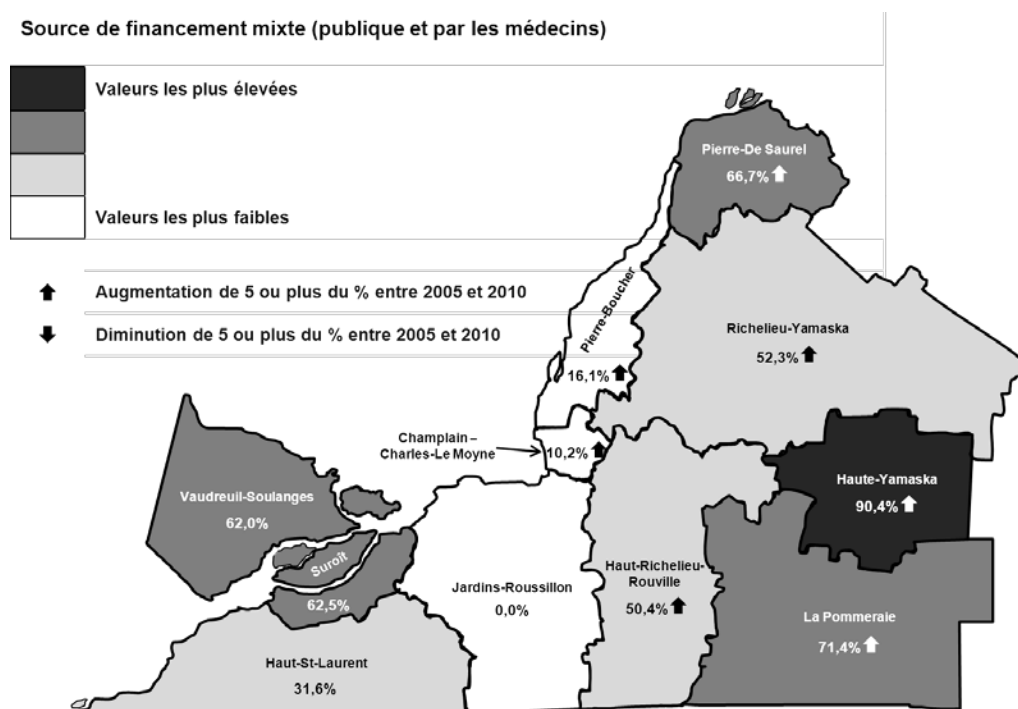 Source de financement mixte (publique et par les médecins)
Valeurs les plus élevées
Valeurs les plus faibles
Augmentation de 5 ou plus du % entre 2005 et 2010
Diminution de 5 ou plus du % entre 2005 et 2010
Pierre-De Saurel
66,7%
Pierre-Boucher
16,1%
Richelieu-Yamaska
52,3%
Champlain –
Charles-Le Moyne
10,2%
Vaudreuil-Soulanges
62,0%
Haute-Yamaska
90,4%
Suroît
62,5%
Jardins-Roussillon
0,0%
Haut-Richelieu-
Rouville
50,4%
La Pommeraie
71,4%
Haut-St-Laurent
31,6%